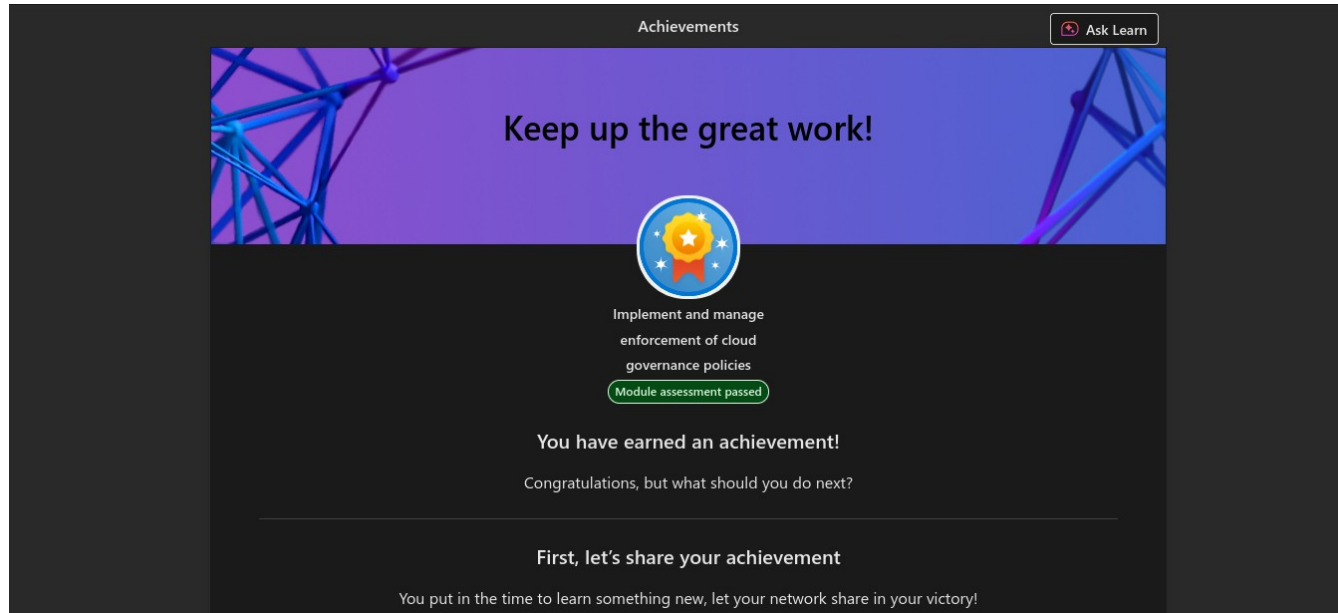 Achievements
Ask Learn
Keep up the great work!
Implement and manage
enforcement of cloud
governance policies
Module assessment passed
You have earned an achievement!
Congratulations, but what should you do next?
First, let’s share your achievement
You put in the time to learn something new, let your network share in your victory!